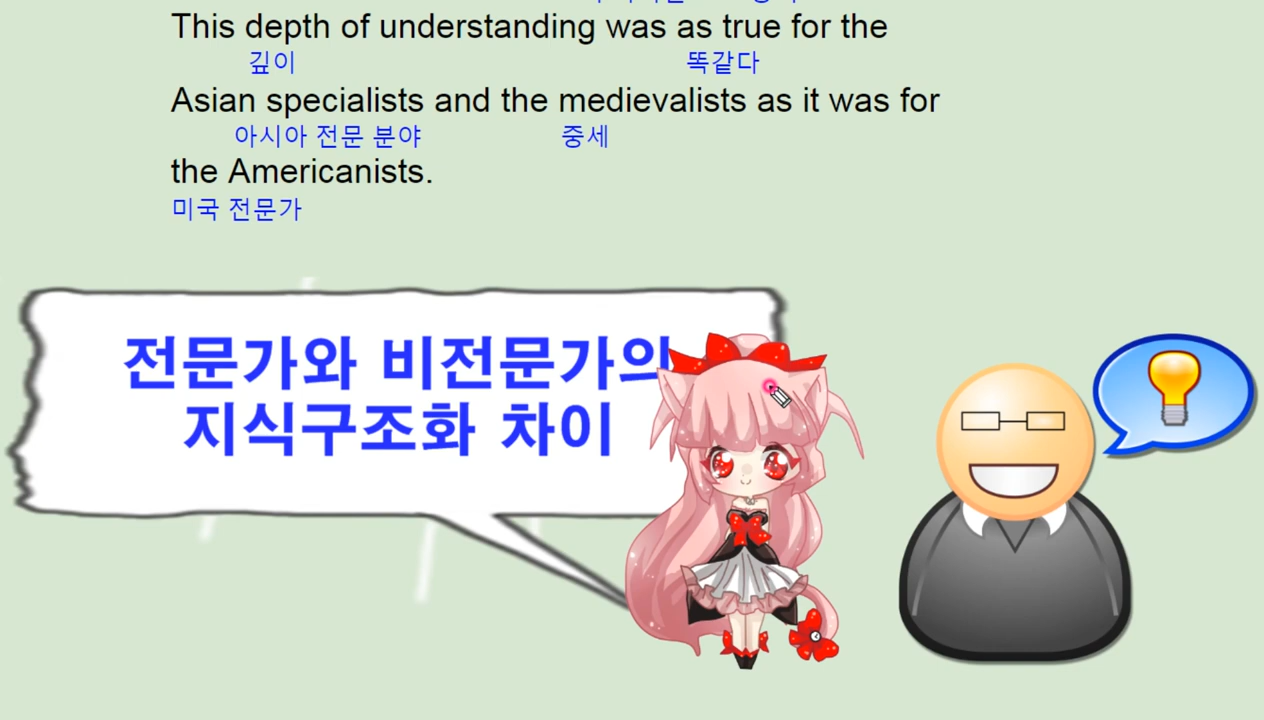 This depth of understanding was as true for the
깊이 똑같다
Asian specialists and the medievalists as it was for
아시아 전문 분야 중세
the Americanists.
미국 전문가
전문가와 비전문가의
지식구조화 차이